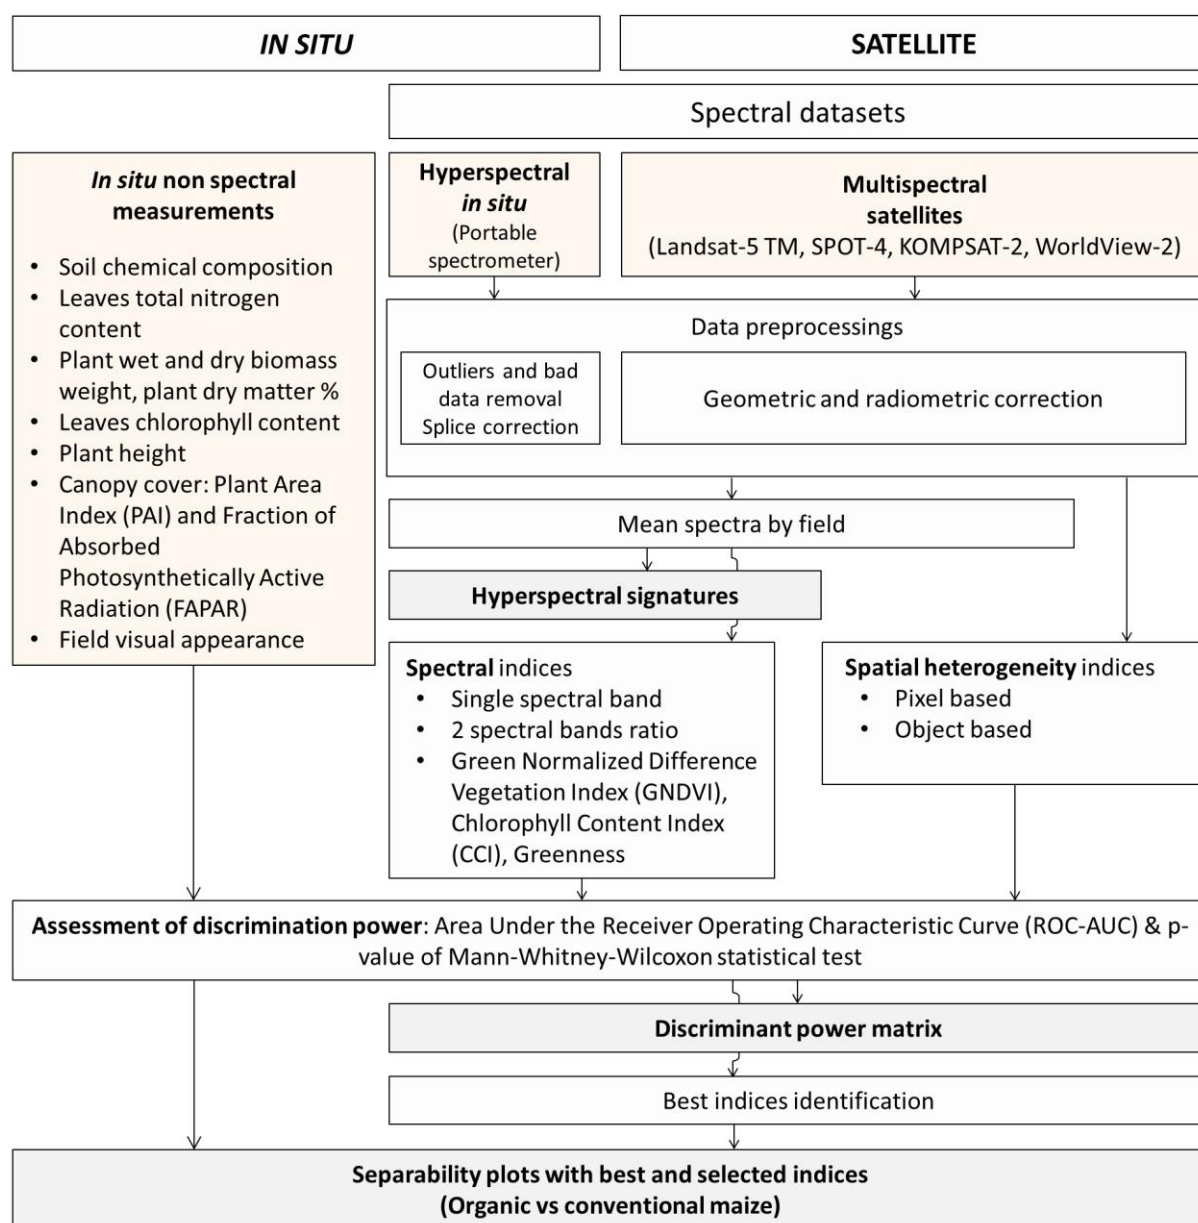 IN SITU
SATELLITE
Spectral datasets
In situ non spectral
measurements
• Soil chemical composition
• Leaves total nitrogen
content
• Plant wet and dry biomass
weight, plant dry matter %
• Leaves chlorophyll content
• Plant height
• Canopy cover: Plant Area
Index (PAI) and Fraction of
Absorbed
Photosynthetically Active
Radiation (FAPAR)
• Field visual appearance
Hyperspectral
in situ
(Portable
spectrometer)
Multispectral
satellites
(Landsat-5 TM, SPOT-4, KOMPSAT-2, WorldView-2)
Data preprocessings
Outliers and bad
data removal
Splice correction
Geometric and radiometric correction
Mean spectra by field
Hyperspectral signatures
Spectral indices
• Single spectral band
• 2 spectral bands ratio
• Green Normalized Difference
Vegetation Index (GNDVI),
Chlorophyll Content Index
(CCI), Greenness
Spatial heterogeneity indices
• Pixel based
• Object based
Assessment of discrimination power: Area Under the Receiver Operating Characteristic Curve (ROC-AUC) & p-
value of Mann-Whitney-Wilcoxon statistical test
Discriminant power matrix
Best indices identification
Separability plots with best and selected indices
(Organic vs conventional maize)